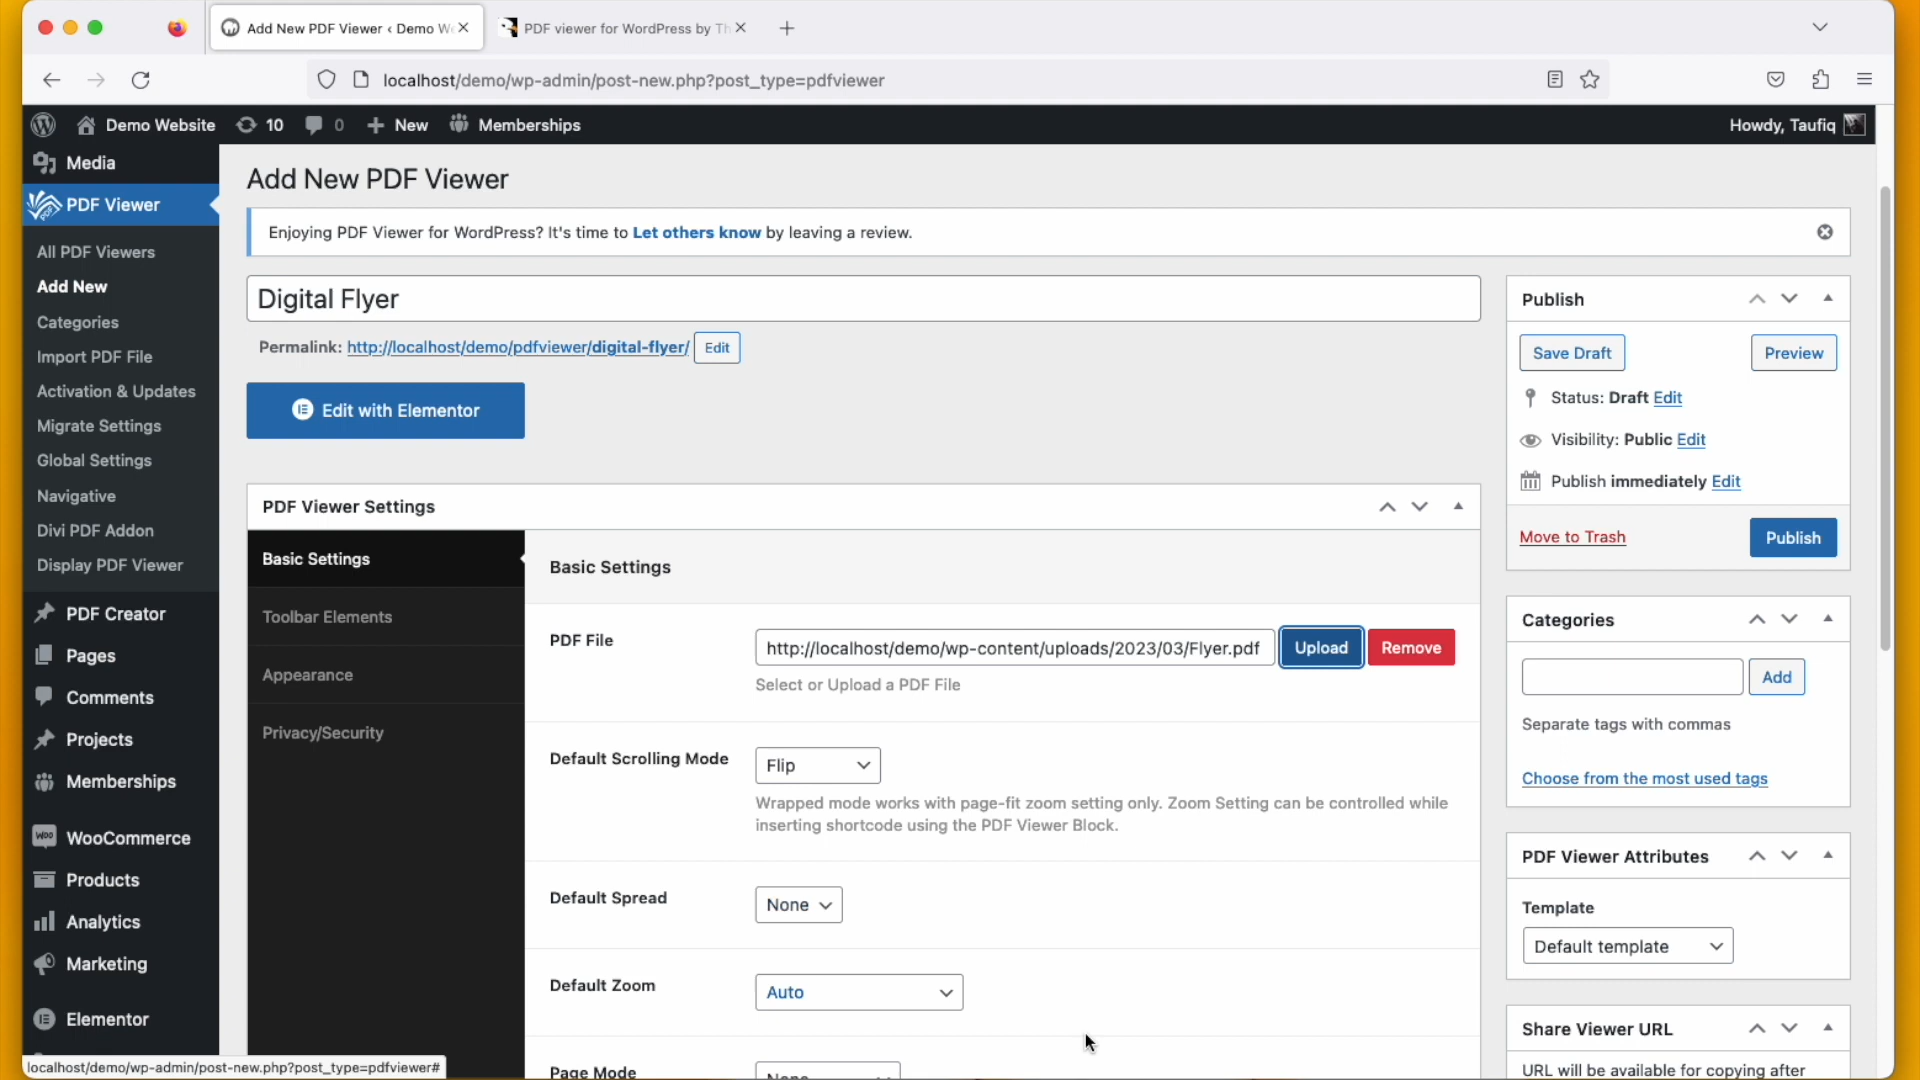 Add New PDF Viewer ‹ Demo W
PDF viewer for WordPress by Th
localhost/demo/wp-admin/post-new.php?post_type=pdfviewer
Demo Website
10
0
New
Memberships
Howdy, Taufiq
Media
PDF Viewer
All PDF Viewers
Add New
Categories
Import PDF File
Activation & Updates
Migrate Settings
Global Settings
Navigative
Divi PDF Addon
Display PDF Viewer
PDF Creator
Pages
Comments
Projects
Memberships
WooCommerce
Products
Analytics
Marketing
Elementor
localhost/demo/wp-admin/post-new.php?post_type=pdfviewer#
Add New PDF Viewer
Enjoying PDF Viewer for WordPress? It's time to Let others know by leaving a review.
Digital Flyer
Permalink: http://localhost/demo/pdfviewer/digital-flyer/
Edit
Edit with Elementor
PDF Viewer Settings
Basic Settings
Toolbar Elements
Appearance
Privacy/Security
Basic Settings
PDF File
http://localhost/demo/wp-content/uploads/2023/03/Flyer.pdf
Upload
Remove
Select or Upload a PDF File
Default Scrolling Mode
Flip
Wrapped mode works with page-fit zoom setting only. Zoom Setting can be controlled while
inserting shortcode using the PDF Viewer Block.
Default Spread
None
Default Zoom
Auto
Page Mode
None
Publish
Save Draft
Preview
Status: Draft Edit
Visibility: Public Edit
Publish immediately Edit
Move to Trash
Publish
Categories
Add
Separate tags with commas
Choose from the most used tags
PDF Viewer Attributes
Template
Default template
Share Viewer URL
URL will be available for copying after